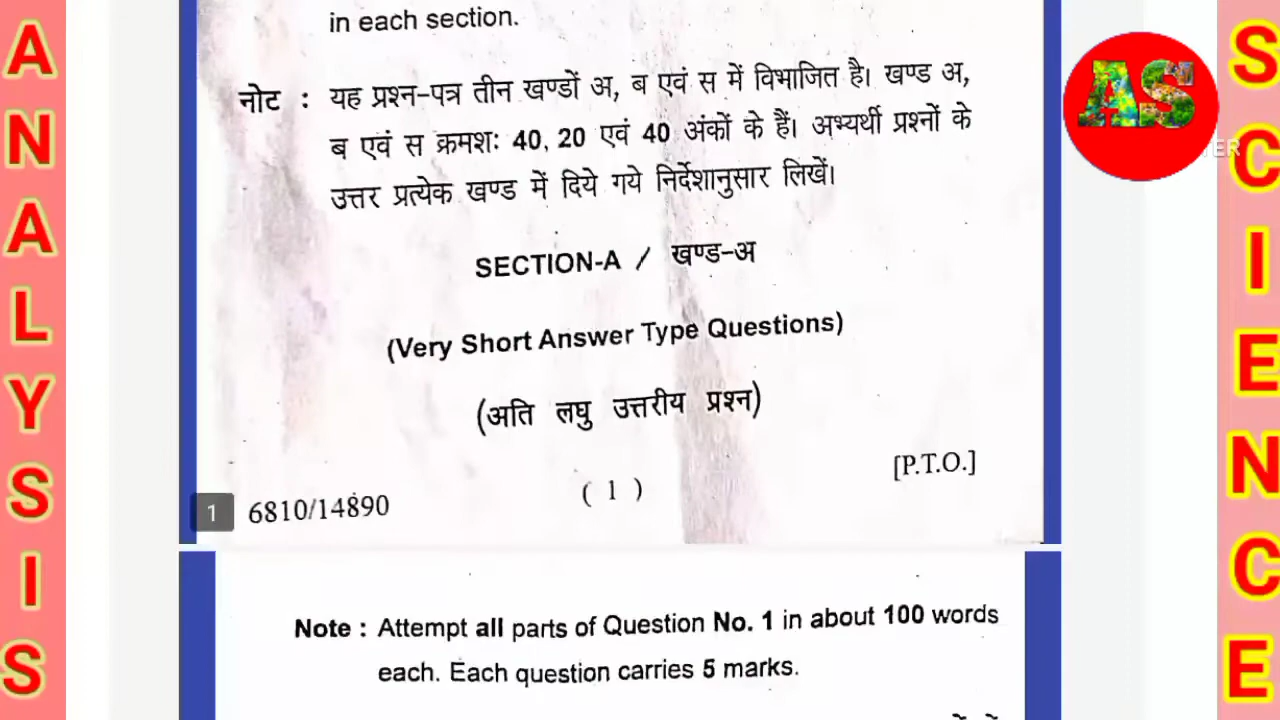 ANALYSIS
in each section.
नोट : यह प्रश्न-पत्र तीन खण्डों अ, ब एवं स में विभाजित है। खण्ड अ,
ब एवं स क्रमशः 40, 20 एवं 40 अंकों के हैं। अभ्यर्थी प्रश्नों के
उत्तर प्रत्येक खण्ड में दिये गये निर्देशानुसार लिखें।
SECTION-A / खण्ड-अ
(Very Short Answer Type Questions)
(अति लघु उत्तरीय प्रश्न)
[P.T.O.]
( 1 )
1
6810/14890
Note : Attempt all parts of Question No. 1 in about 100 words
each. Each question carries 5 marks.
AS
SCIENCE